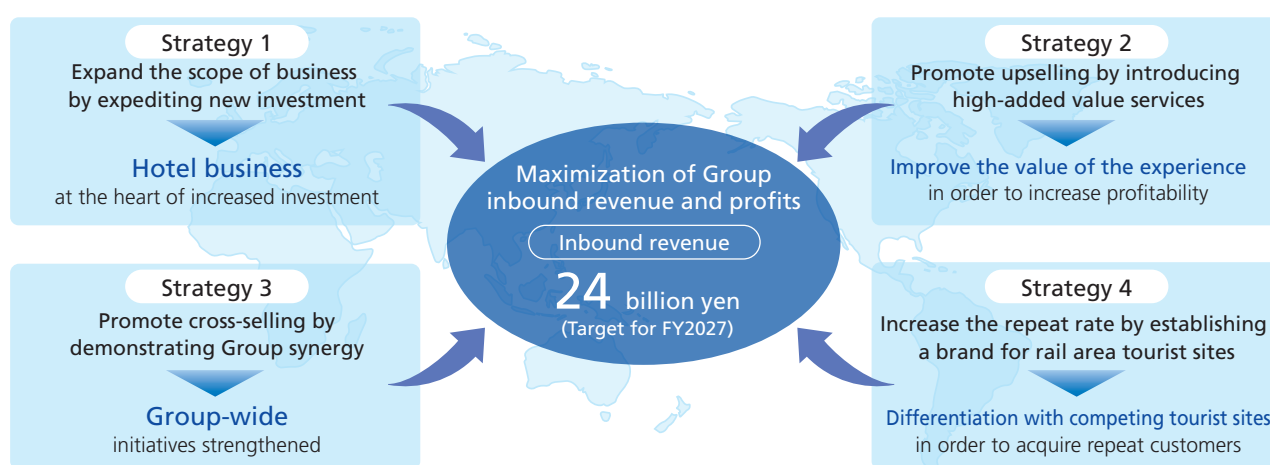 Strategy 1
Expand the scope of business
by expediting new investment
Hotel business
at the heart of increased investment
Strategy 2
Promote upselling by introducing
high-added value services
Improve the value of the experience
in order to increase profitability
Maximization of Group
inbound revenue and profits
Inbound revenue
24 billion yen
(Target for FY2027)
Strategy 3
Promote cross-selling by
demonstrating Group synergy
Group-wide
initiatives strengthened
Strategy 4
Increase the repeat rate by establishing
a brand for rail area tourist sites
Differentiation with competing tourist sites
in order to acquire repeat customers